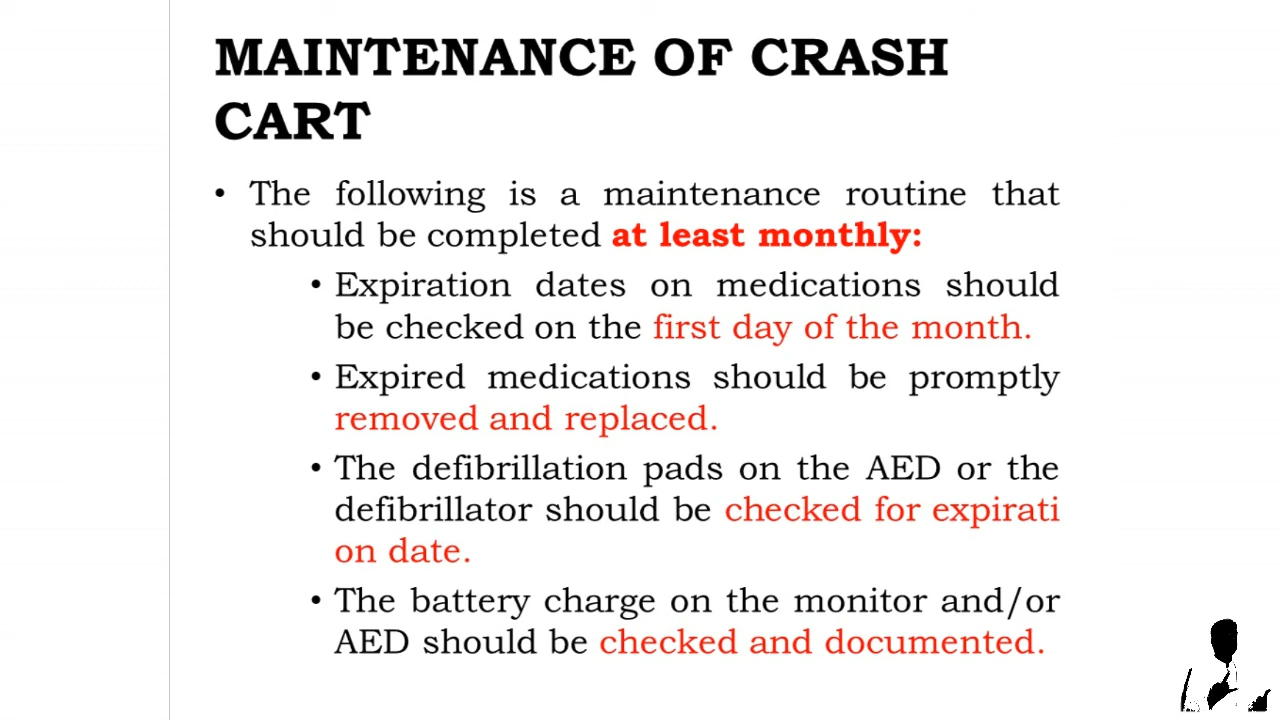 MAINTENANCE OF CRASH
CART
• The following is a maintenance routine that
should be completed at least monthly:
• Expiration dates on medications should
be checked on the first day of the month.
• Expired medications should be promptly
removed and replaced.
• The defibrillation pads on the AED or the
defibrillator should be checked for expirati
on date.
• The battery charge on the monitor and/or
AED should be checked and documented.